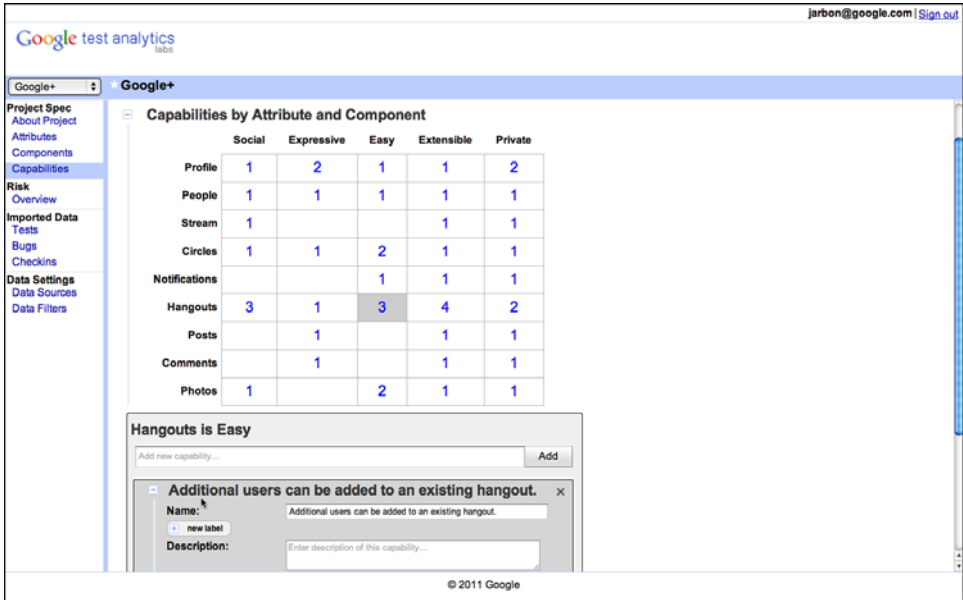 jarbon@google.com | Sign out
Google test analytics
labs
Google+
Google+
Project Spec
About Project
Attributes
Components
Capabilities
Risk
Overview
Imported Data
Tests
Bugs
Checkins
Data Settings
Data Sources
Data Filters
Capabilities by Attribute and Component
Social Expressive Easy Extensible Private
Profile 1 2 1 1 2
People 1 1 1 1 1
Stream 1 1 1
Circles 1 1 2 1 1
Notifications 1 1 1
Hangouts 3 1 3 4 2
Posts 1 1 1
Comments 1 1 1
Photos 1 2 1 1
Hangouts is Easy
Add new capability... Add
Additional users can be added to an existing hangout. ×
Name: Additional users can be added to an existing hangout.
+ new label
Description: Enter description of this capability...
© 2011 Google